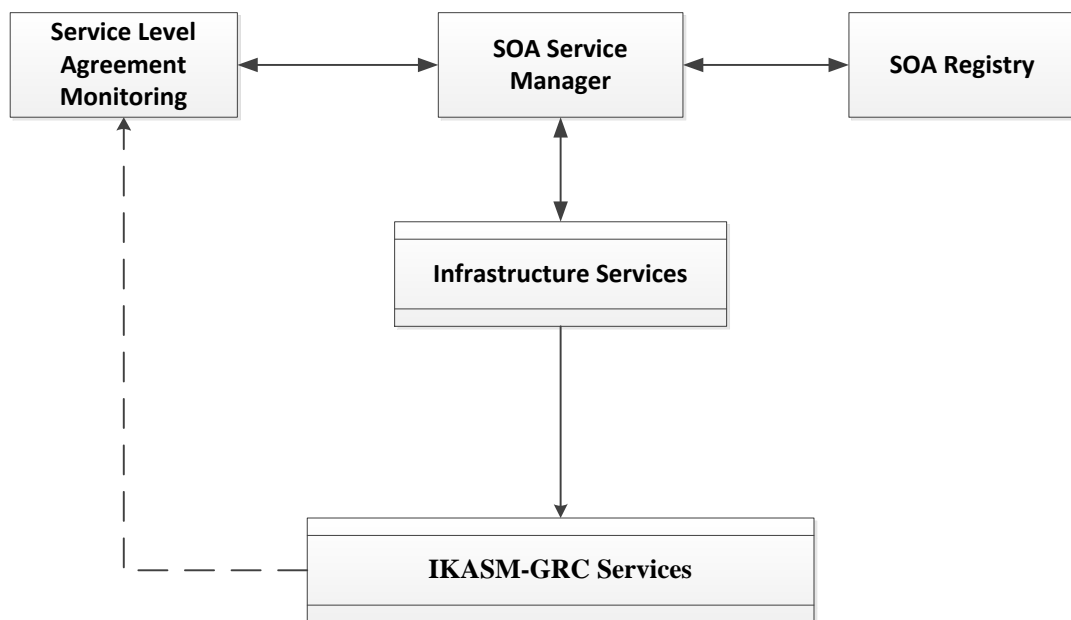 Service Level
Agreement
Monitoring
SOA Service
Manager
SOA Registry
Infrastructure Services
IKASM-GRC Services